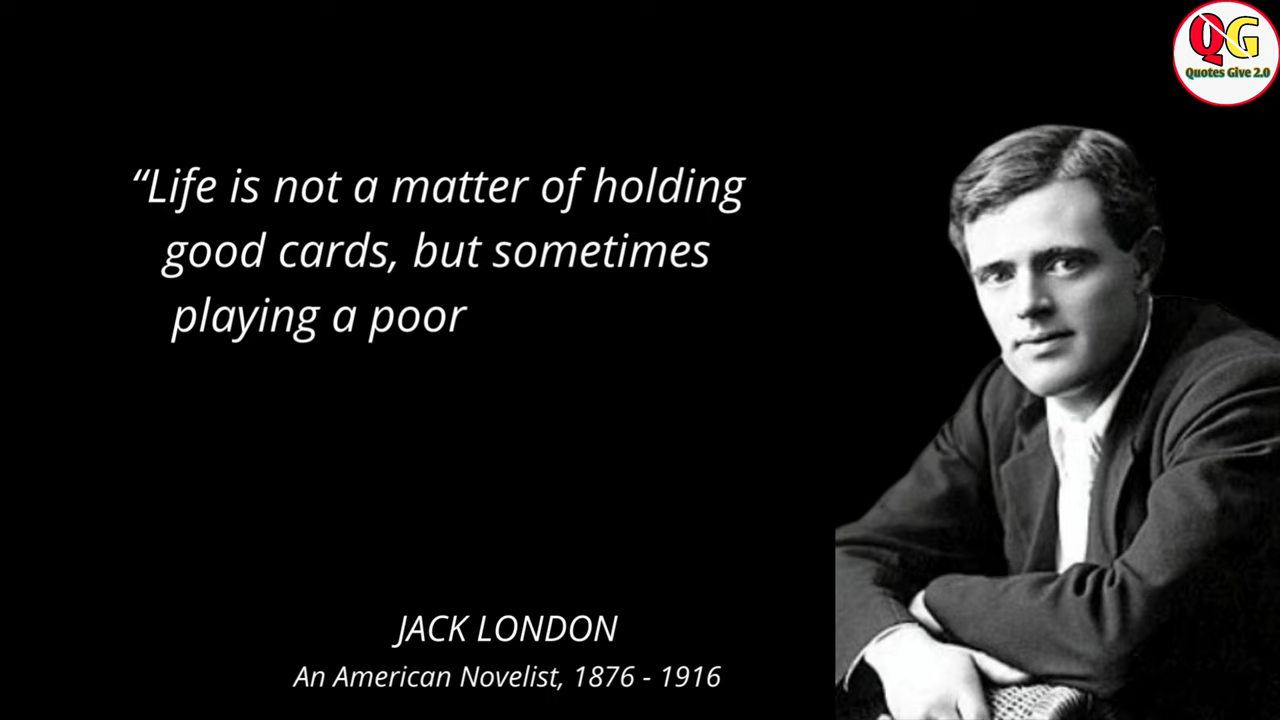 QG
Quotes Give 2.0
“Life is not a matter of holding
good cards, but sometimes
playing a poor
JACK LONDON
An American Novelist, 1876 - 1916